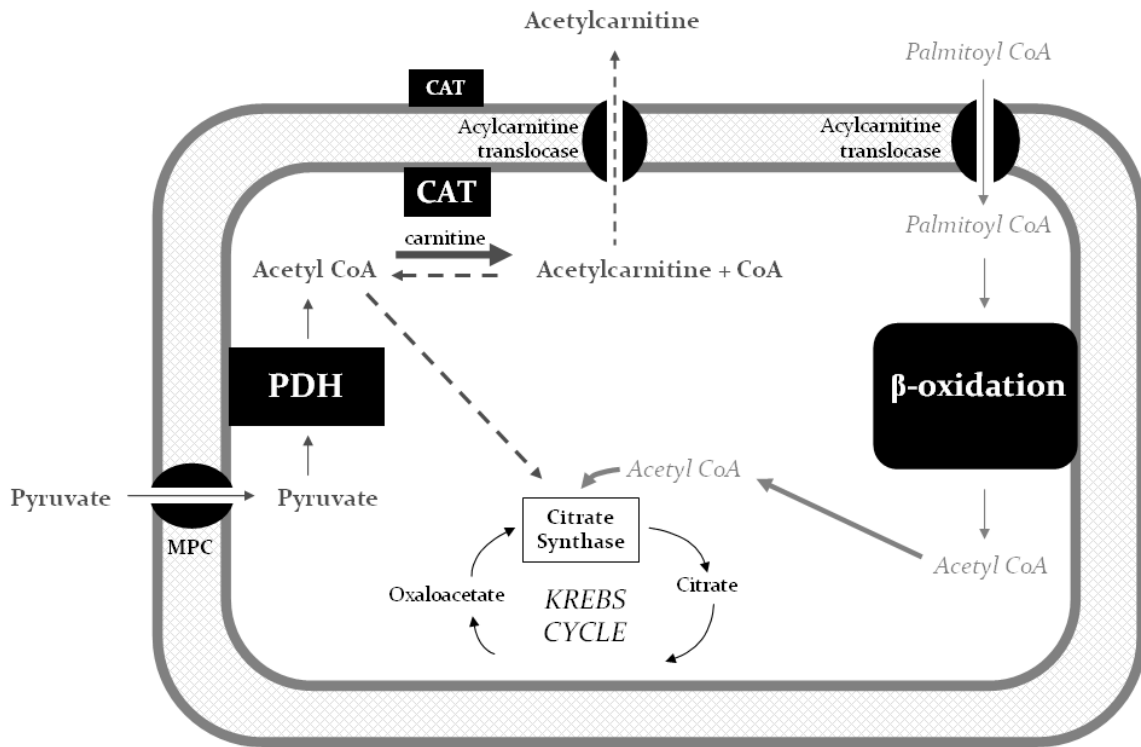 Acetylcarnitine
Palmitoyl CoA
CAT
Acylcarnitine
translocase
Acylcarnitine
translocase
CAT
carnitine
Palmitoyl CoA
Acetyl CoA
Acetylcarnitine + CoA
PDH
β-oxidation
Acetyl CoA
Pyruvate
Pyruvate
MPC
Citrate
Synthase
Acetyl CoA
Oxaloacetate
Citrate
KREBS
CYCLE